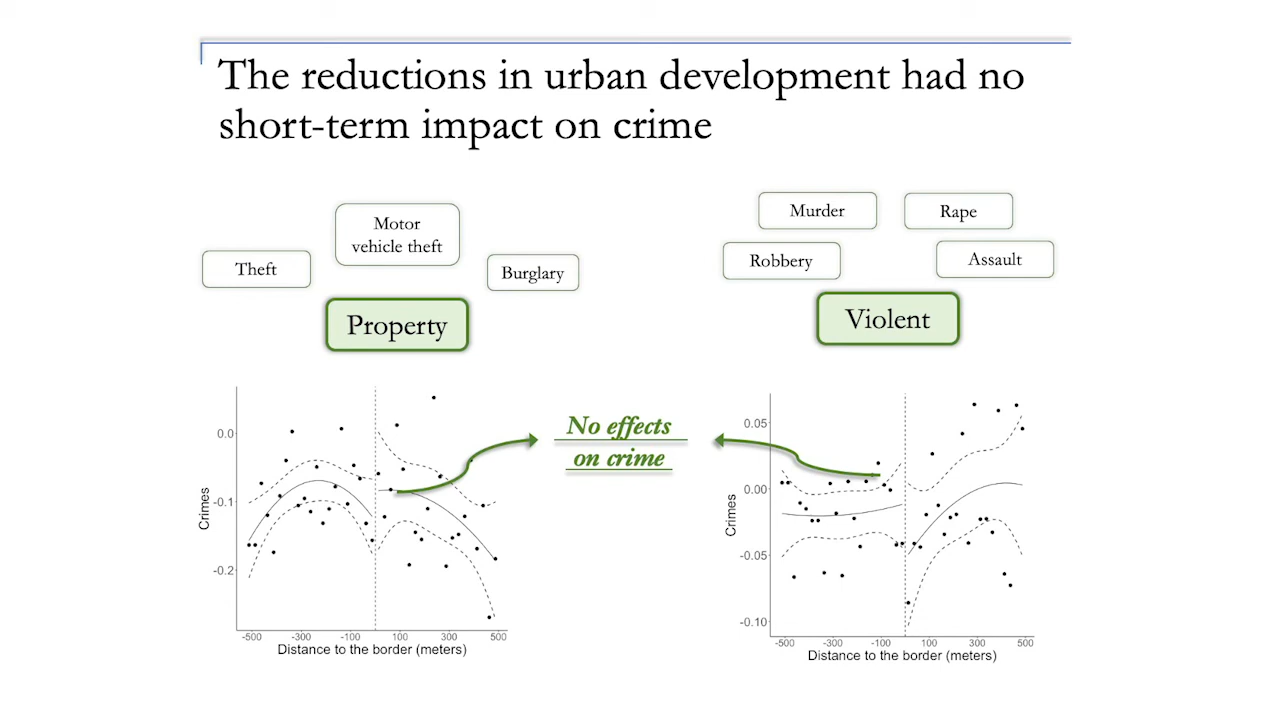 The reductions in urban development had no
short-term impact on crime
Motor
vehicle theft
Theft
Burglary
Property
Murder
Rape
Robbery
Assault
Violent
No effects
on crime
Crimes
0.0
-0.1
-0.2
-500 -300 -100 100 300 500
Distance to the border (meters)
Crimes
0.05
0.00
-0.05
-0.10
-500 -300 -100 100 300 500
Distance to the border (meters)